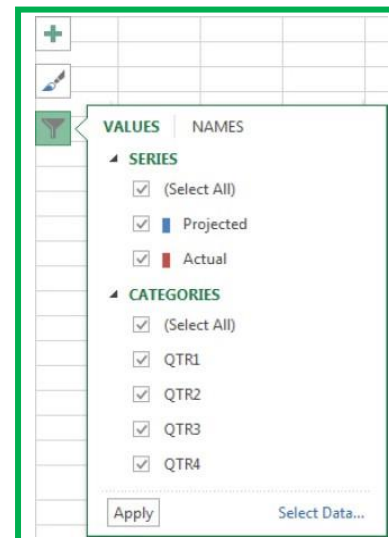 VALUES NAMES
SERIES
(Select All)
Projected
Actual
CATEGORIES
(Select All)
QTR1
QTR2
QTR3
QTR4
Apply Select Data...